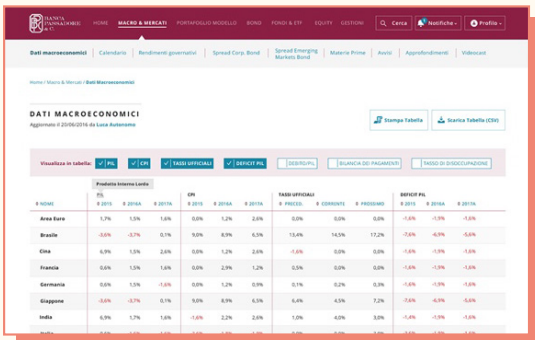 BANCA
PASSADORE
& C.
HOME MACRO & MERCATI PORTAFOGLIO MODELLO BOND FONDI & ETF EQUITY GESTIONI Cerca Notifiche Profilo
Dati macroeconomici Calendario Rendimenti governativi Spread Corp. Bond Spread Emerging Markets Bond Materie Prime Avvisi Approfondimenti Videocast
Home / Macro & Mercati / Dati Macroeconomici
DATI MACROECONOMICI
Aggiornato il 20/06/2016 da Luca Autonomo
Stampa Tabella Scarica Tabella (CSV)
Visualizza in tabella: PIL CPI TASSI UFFICIALI DEFICIT PIL DEBITO/PIL BILANCIA DEI PAGAMENTI TASSO DI DISOCCUPAZIONE
Prodotto Interno Lordo
PIL CPI TASSI UFFICIALI DEFICIT PIL
NOME 2015 2016A 2017A 2015 2016A 2017A PRECED. CORRENTE PROSSIMO 2015 2016A 2017A
Area Euro 1,7% 1,5% 1,6% 0,0% 1,2% 2,6% 0,0% 0,0% 0,0% -1,6% -1,9% -1,6%
Brasile -3,6% -3,7% 0,1% 9,0% 8,9% 6,5% 13,4% 14,5% 17,2% -7,6% -6,9% -5,6%
Cina 6,9% 1,5% 2,6% 0,0% 1,2% 2,6% -1,6% 0,0% 0,0% -1,6% -1,9% -1,6%
Francia 0,6% 1,5% 1,6% 0,0% 2,9% 1,2% 0,5% 0,0% 0,0% -1,6% -1,9% -1,6%
Germania 0,6% 1,5% -1,6% 0,0% 1,2% 0,9% 0,1% 0,2% 0,3% -1,6% -1,9% -1,6%
Giappone -3,6% -3,7% 0,1% 9,0% 8,9% 6,5% 6,4% 4,5% 7,2% -7,6% -6,9% -5,6%
India 6,9% 1,7% 1,6% -1,6% 2,2% 2,6% 1,0% 4,0% 3,0% -1,4% -1,9% -1,6%